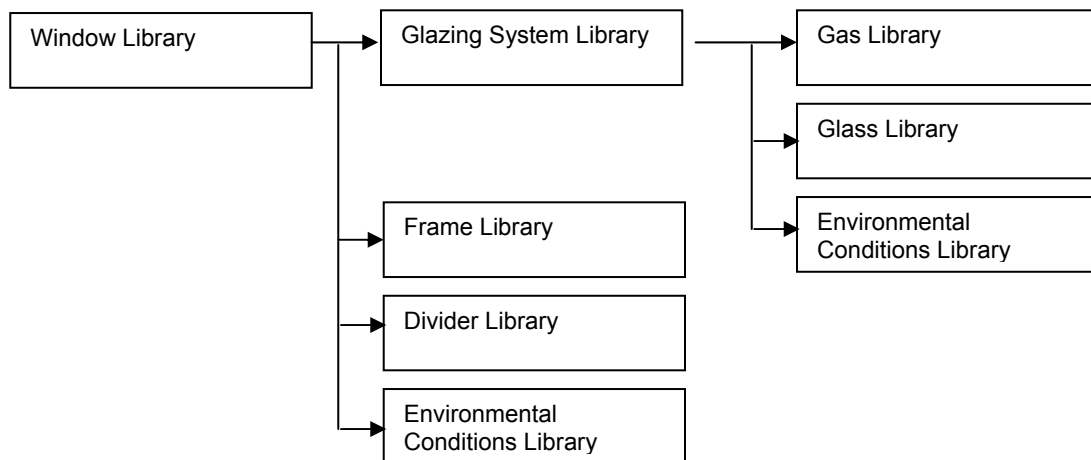 Window Library
Glazing System Library
Gas Library
Glass Library
Environmental
Conditions Library
Frame Library
Divider Library
Environmental
Conditions Library